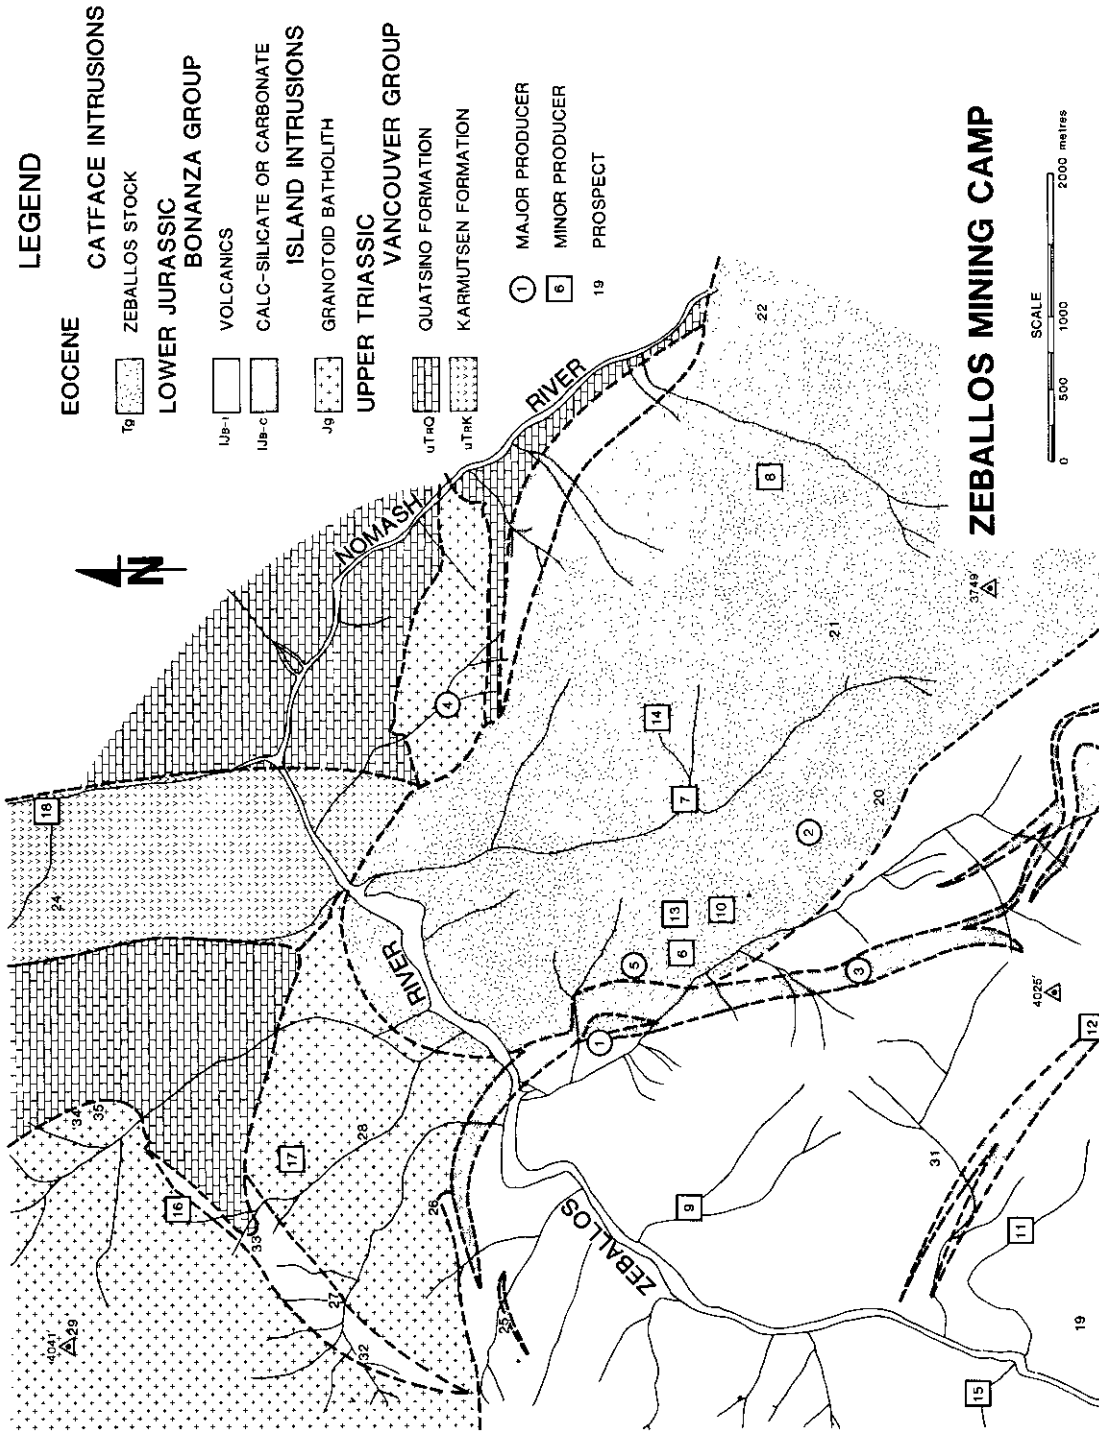 LEGEND
EOCENE
CATFACE INTRUSIONS
Tg ZEBALLOS STOCK
LOWER JURASSIC
BONANZA GROUP
lJB-l VOLCANICS
lJB-c CALC-SILICATE OR CARBONATE
ISLAND INTRUSIONS
Jg GRANOTOID BATHOLITH
UPPER TRIASSIC
VANCOUVER GROUP
uTRQ QUATSINO FORMATION
uTRK KARMUTSEN FORMATION
1 MAJOR PRODUCER
6 MINOR PRODUCER
19 PROSPECT
N
NOMASH
RIVER
RIVER
ZEBALLOS
4041'
29
34
35
16
17
28
33
27
32
26
25
24
18
4
22
8
21
3749'
14
7
2
20
13
10
6
5
1
3
4025'
12
31
9
11
15
19
ZEBALLOS MINING CAMP
SCALE
0 500 1000 2000 metres